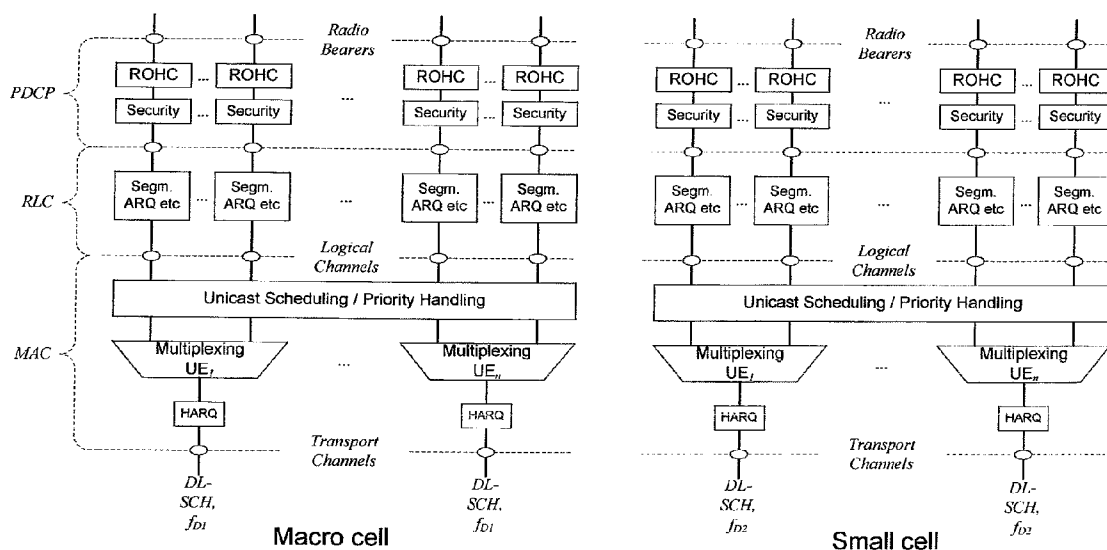 Radio
Bearers
PDCP
ROHC ... ROHC ... ROHC ... ROHC
Security ... Security Security ... Security
RLC
Segm.
ARQ etc ... Segm.
ARQ etc ... Segm.
ARQ etc ... Segm.
ARQ etc
Logical
Channels
MAC
Unicast Scheduling / Priority Handling
Multiplexing
UE1 ... Multiplexing
UEn
HARQ HARQ
Transport
Channels
DL-
SCH,
fD1
DL-
SCH,
fD1
Macro cell
Radio
Bearers
ROHC ... ROHC ... ROHC ... ROHC
Security ... Security Security ... Security
Segm.
ARQ etc ... Segm.
ARQ etc ... Segm.
ARQ etc ... Segm.
ARQ etc
Logical
Channels
Unicast Scheduling / Priority Handling
Multiplexing
UE1 ... Multiplexing
UEn
HARQ HARQ
Transport
Channels
DL-
SCH,
fD2
DL-
SCH,
fD2
Small cell